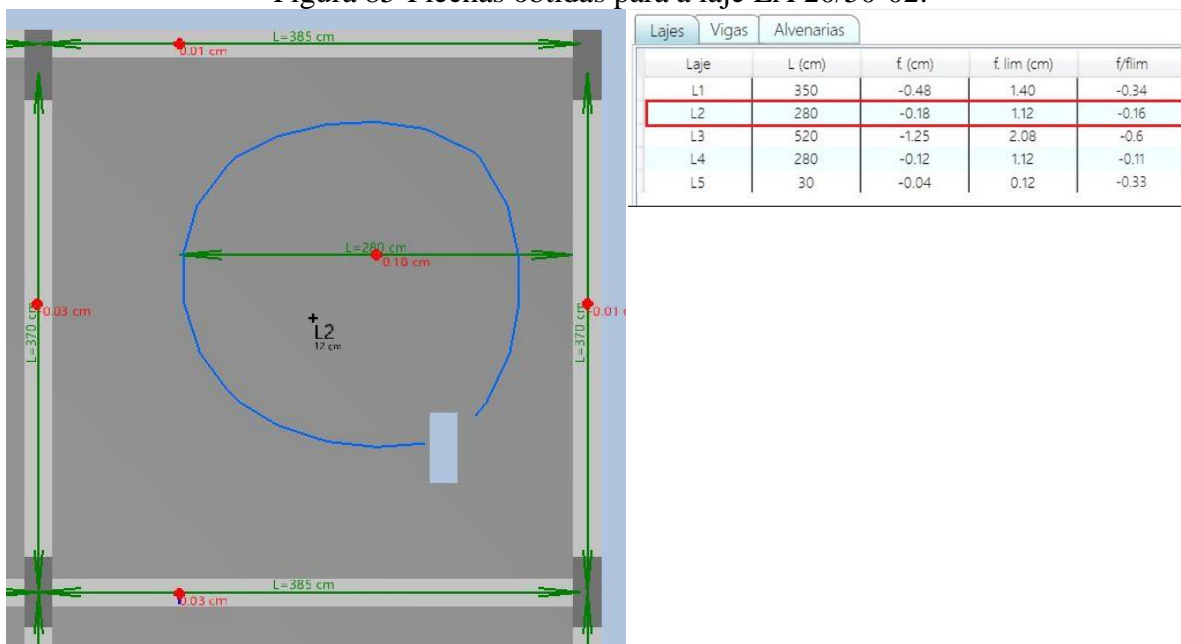 Figura 83-Flechas obtidas para a laje LA 20/30-02.
L=385 cm
0.01 cm
L=280 cm
0.18 cm
-0.03 cm
L=370 cm
L2
12 cm
L=370 cm
-0.01
L=385 cm
0.03 cm
Lajes Vigas Alvenarias
Laje L (cm) f. (cm) f. lim (cm) f/flim
L1 350 -0.48 1.40 -0.34
L2 280 -0.18 1.12 -0.16
L3 520 -1.25 2.08 -0.6
L4 280 -0.12 1.12 -0.11
L5 30 -0.04 0.12 -0.33